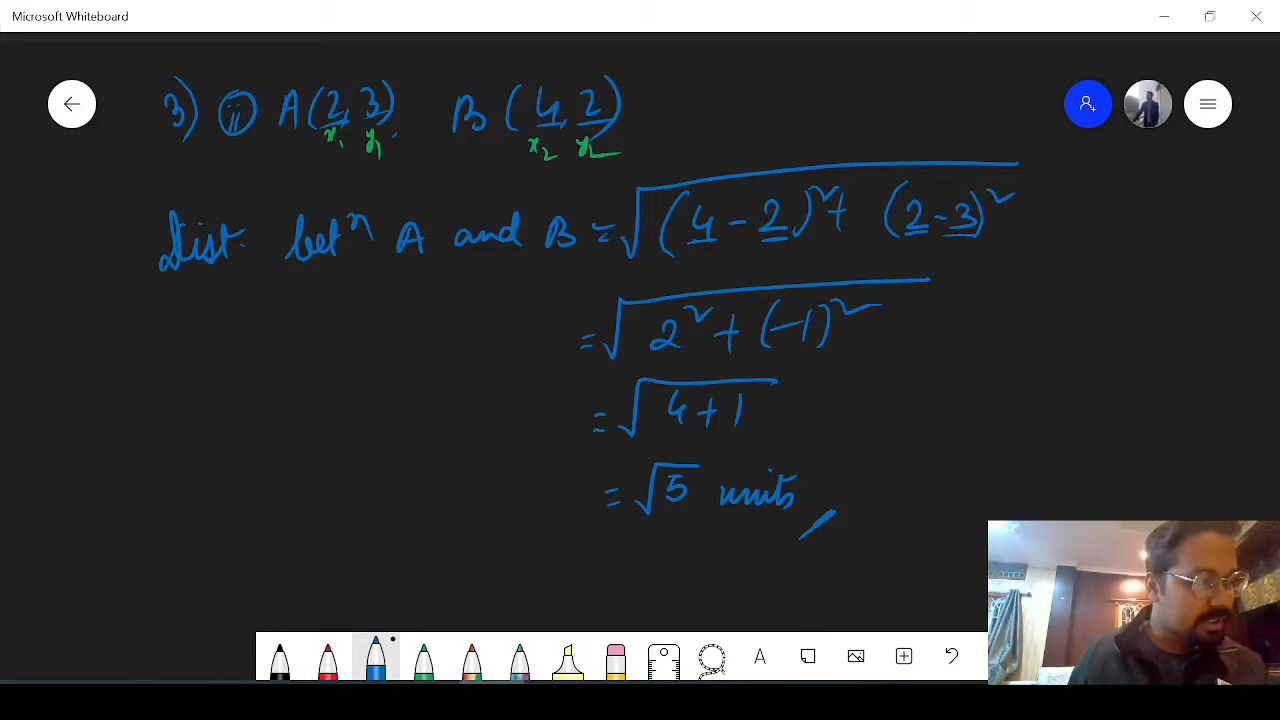 Microsoft Whiteboard
3) (ii) A(2, 3) B(4, 2)
x₁ y₁ x₂ y₂
Dist. betⁿ A and B = √((4 - 2)² + (2 - 3)²)
= √(2² + (-1)²)
= √(4 + 1)
= √5 units
A